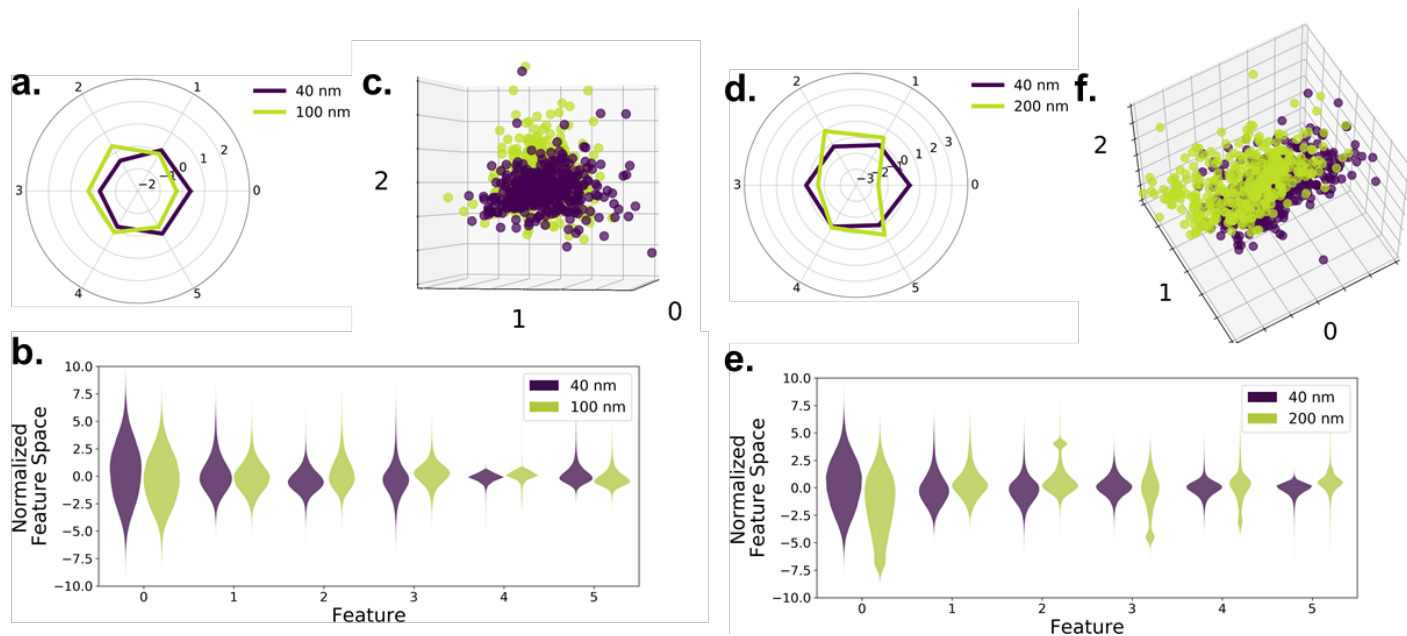 a.
2
1
3
0
4
5
−2
−1
0
1
2
40 nm
100 nm
c.
2
1
0
d.
2
1
3
0
4
5
−3
−2
−1
0
1
2
3
40 nm
200 nm
f.
2
1
0
b.
Normalized
Feature Space
10.0
7.5
5.0
2.5
0.0
−2.5
−5.0
−7.5
−10.0
40 nm
100 nm
0 1 2 3 4 5
Feature
e.
Normalized
Feature Space
10.0
7.5
5.0
2.5
0.0
−2.5
−5.0
−7.5
−10.0
40 nm
200 nm
0 1 2 3 4 5
Feature